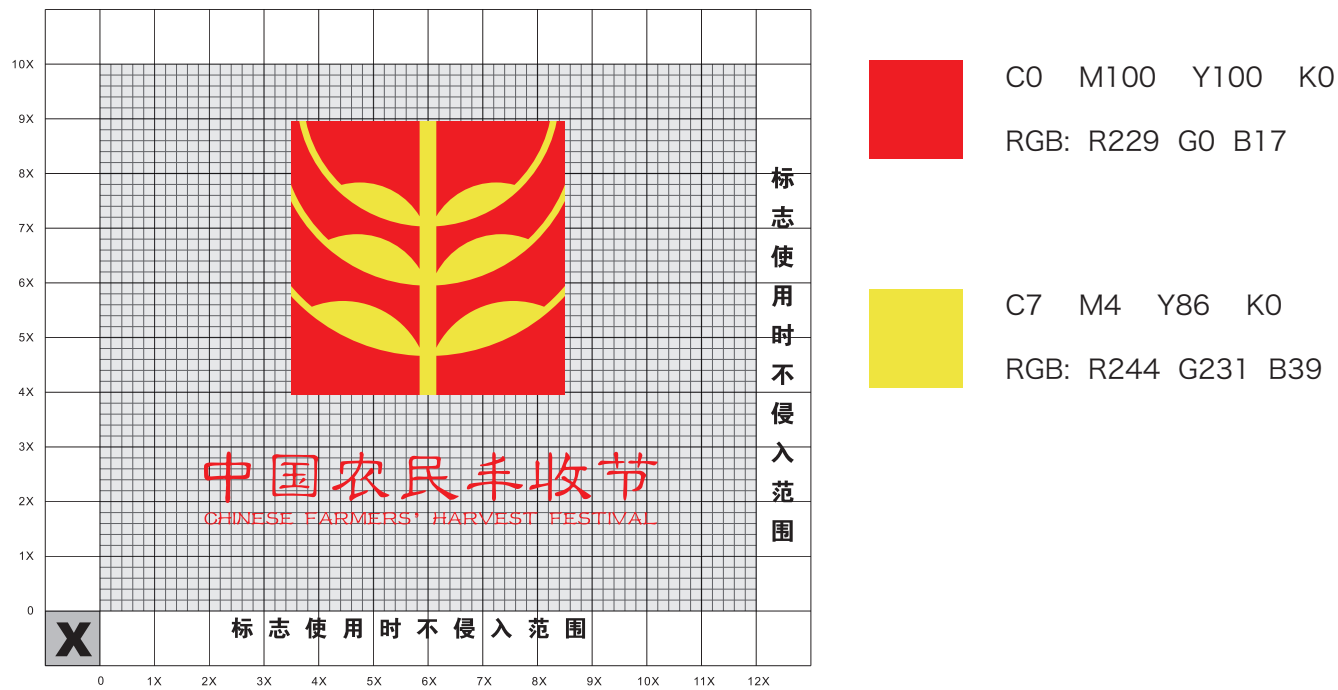 10X
9X
8X
7X
6X
5X
4X
3X
2X
1X
0
中国农民丰收节
CHINESE FARMERS' HARVEST FESTIVAL
标志使用时不侵入范围
标志使用时不侵入范围
X
0 1X 2X 3X 4X 5X 6X 7X 8X 9X 10X 11X 12X
C0 M100 Y100 K0
RGB: R229 G0 B17
C7 M4 Y86 K0
RGB: R244 G231 B39